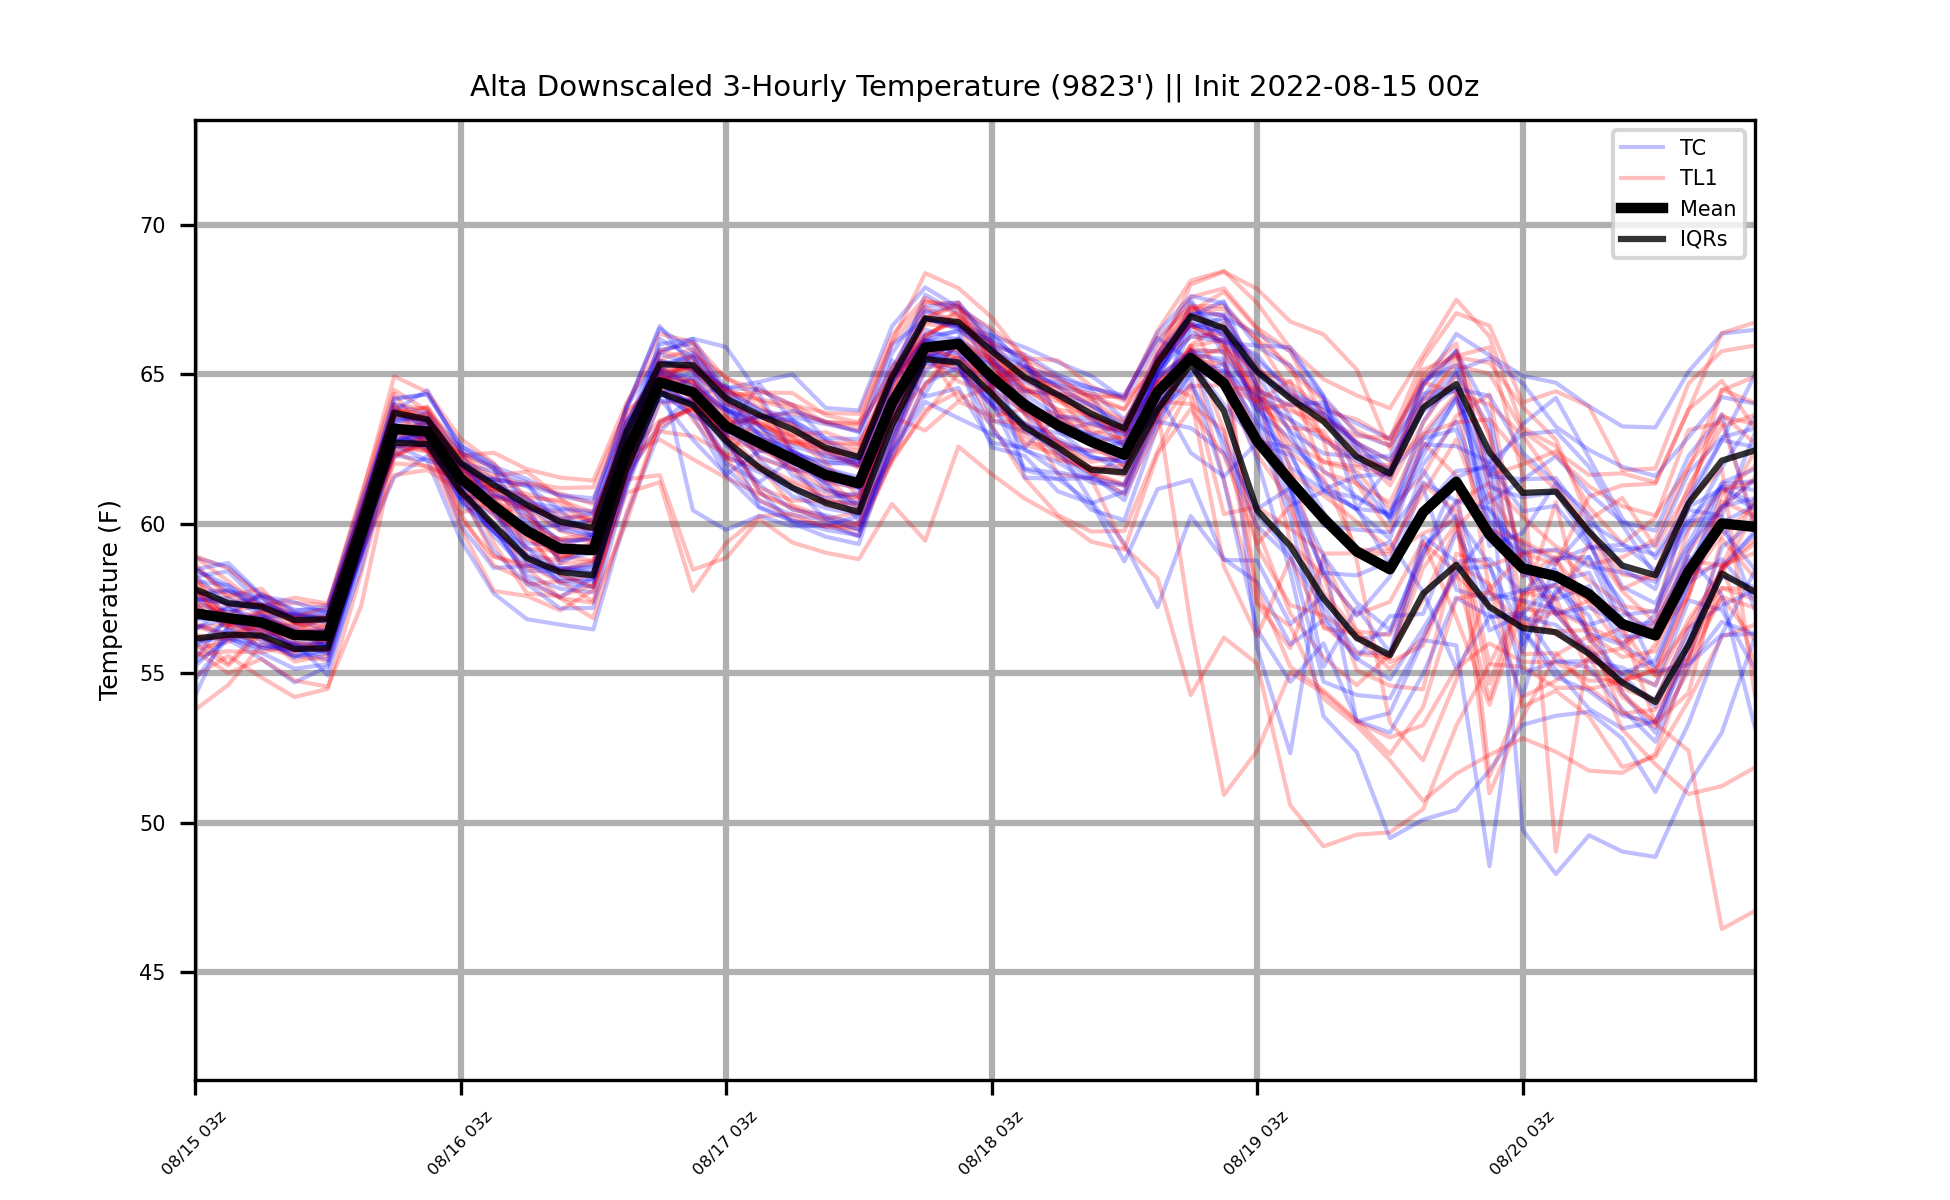 Alta Downscaled 3-Hourly Temperature (9823') || Init 2022-08-15 00z
TC
TL1
Mean
IQRs
Temperature (F)
70
65
60
55
50
45
08/15 03z
08/16 03z
08/17 03z
08/18 03z
08/19 03z
08/20 03z